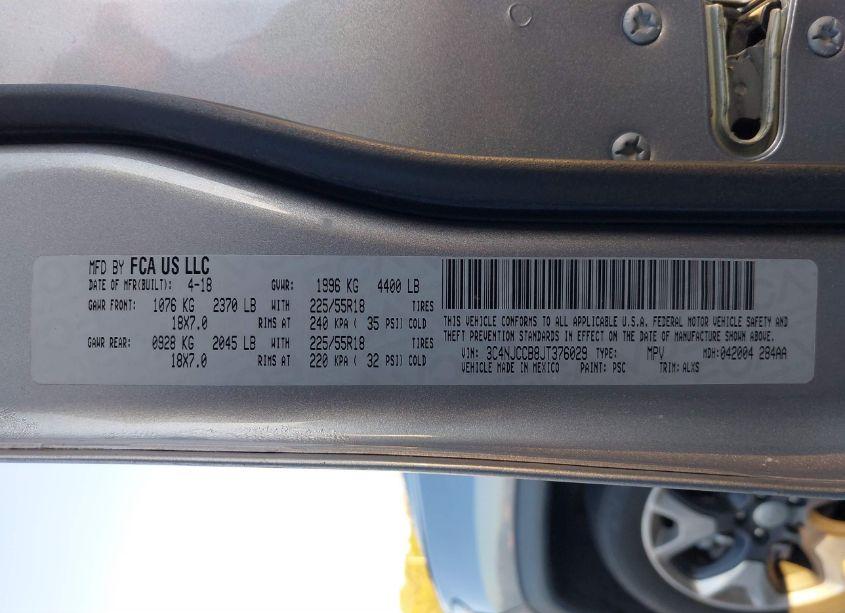 MFD BY FCA US LLC
DATE OF MFR(BUILT): 4-18 GVWR: 1996 KG 4400 LB
GAWR FRONT: 1076 KG 2370 LB WITH 225/55R18 TIRES
18X7.0 RIMS AT 240 KPA ( 35 PSI) COLD
GAWR REAR: 0928 KG 2045 LB WITH 225/55R18 TIRES
18X7.0 RIMS AT 220 KPA ( 32 PSI) COLD
THIS VEHICLE CONFORMS TO ALL APPLICABLE U.S.A. FEDERAL MOTOR VEHICLE SAFETY AND
THEFT PREVENTION STANDARDS IN EFFECT ON THE DATE OF MANUFACTURE SHOWN ABOVE.
VIN: 3C4NJCCB8JT376029 TYPE: MPV MDH:042004 284AA
VEHICLE MADE IN MEXICO PAINT: PSC TRIM: ALXS